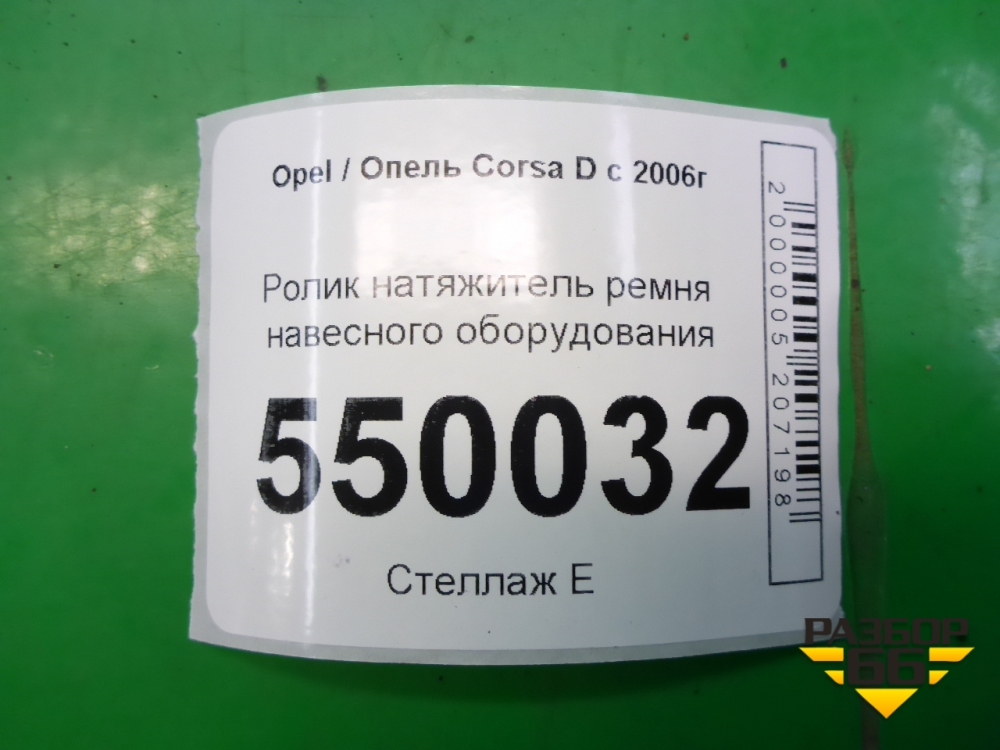 Opel / Опель Corsa D с 2006г
Ролик натяжитель ремня
навесного оборудования
550032
Стеллаж Е
2000005207198
РАЗБОР
66